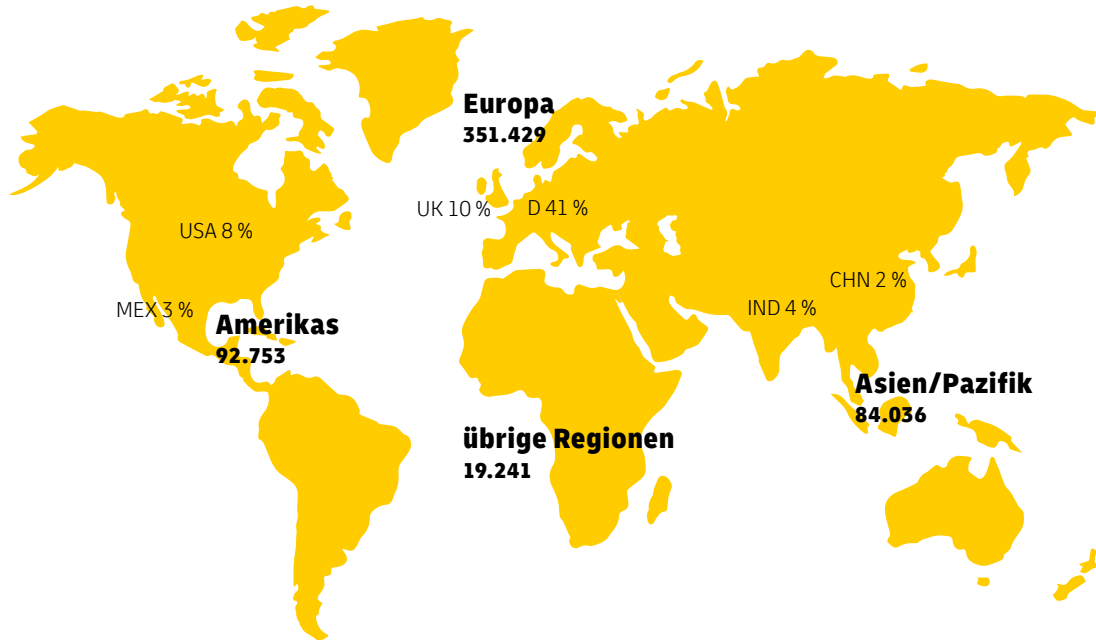 Europa
351.429
UK 10 %
D 41 %
USA 8 %
CHN 2 %
IND 4 %
MEX 3 %
Amerikas
92.753
Asien/Pazifik
84.036
übrige Regionen
19.241